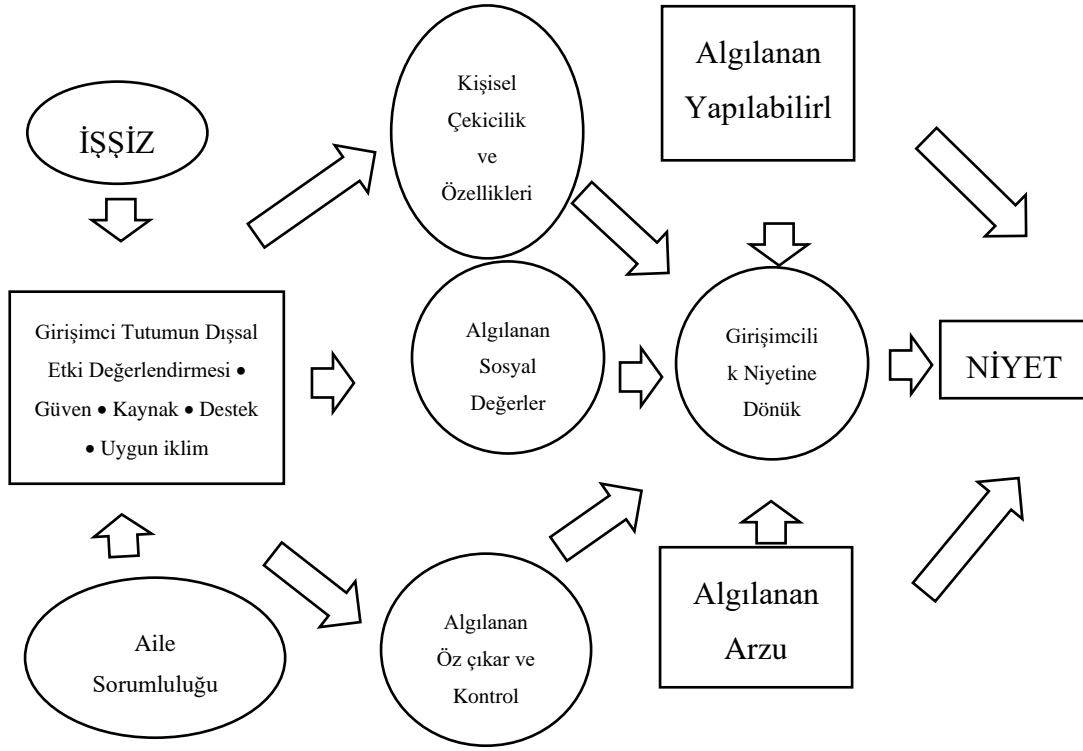 İŞSİZ
Girişimci Tutumun Dışsal
Etki Değerlendirmesi •
Güven • Kaynak • Destek
• Uygun iklim
Aile
Sorumluluğu
Kişisel
Çekicilik
ve
Özellikleri
Algılanan
Sosyal
Değerler
Algılanan
Öz çıkar ve
Kontrol
Algılanan
Yapılabilirl
Girişimcili
k Niyetine
Dönük
Algılanan
Arzu
NİYET